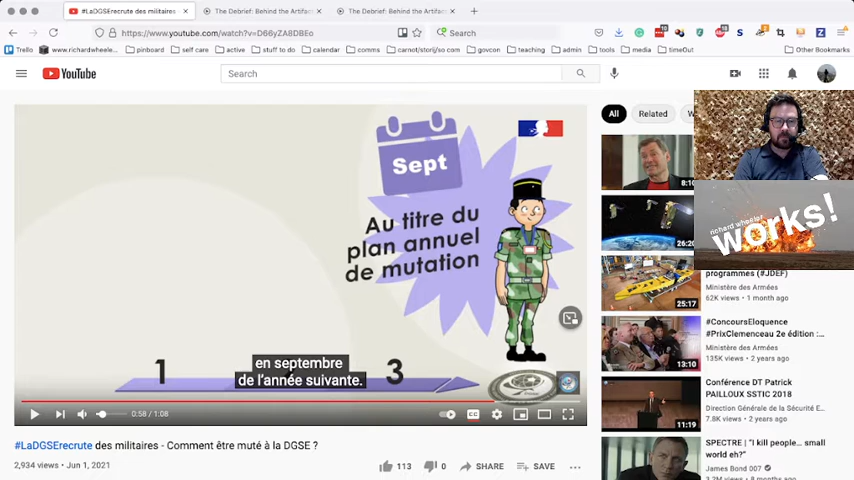 #LaDGSErecrute des militaires -
The Debrief: Behind the Artifac
The Debrief: Behind the Artifac
https://www.youtube.com/watch?v=D66yZA8DBEo
Search
Trello
www.richardwheele
pinboard
self care
active
stuff to do
calendar
comms
carnot/storij/so com
govcon
teaching
admin
tools
media
timeOut
Other Bookmarks
YouTube
Search
All
Related
Sept
Au titre du
plan annuel
de mutation
1
3
en septembre
de l'année suivante.
0:58 / 1:08
#LaDGSErecrute des militaires - Comment être muté à la DGSE ?
2,934 views • Jun 1, 2021
113
0
SHARE
SAVE
8:10
26:20
richard wheeler
works!
programmes (#JDEF)
Ministère des Armées
62K views • 1 month ago
25:17
#ConcoursEloquence
#PrixClemenceau 2e édition :...
Ministère des Armées
135K views • 2 years ago
13:10
Conférence DT Patrick
PAILLOUX SSTIC 2018
Direction Générale de la Sécurité E...
2 years ago
11:19
SPECTRE | "I kill people... small
world eh?"
James Bond 007